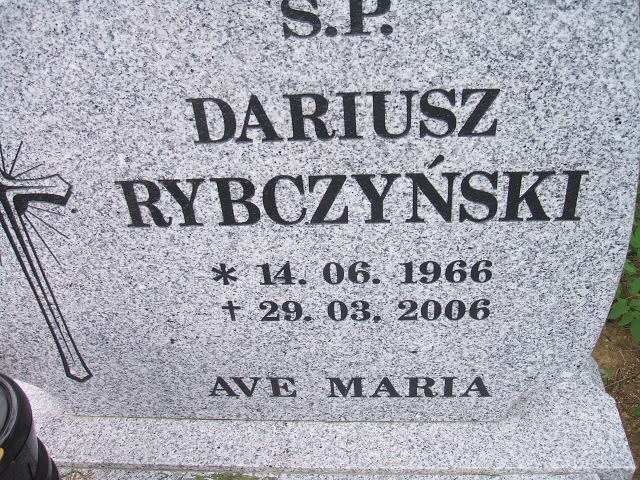 Ś.P.
DARIUSZ
RYBCZYŃSKI
* 14. 06. 1966
† 29. 03. 2006
AVE MARIA